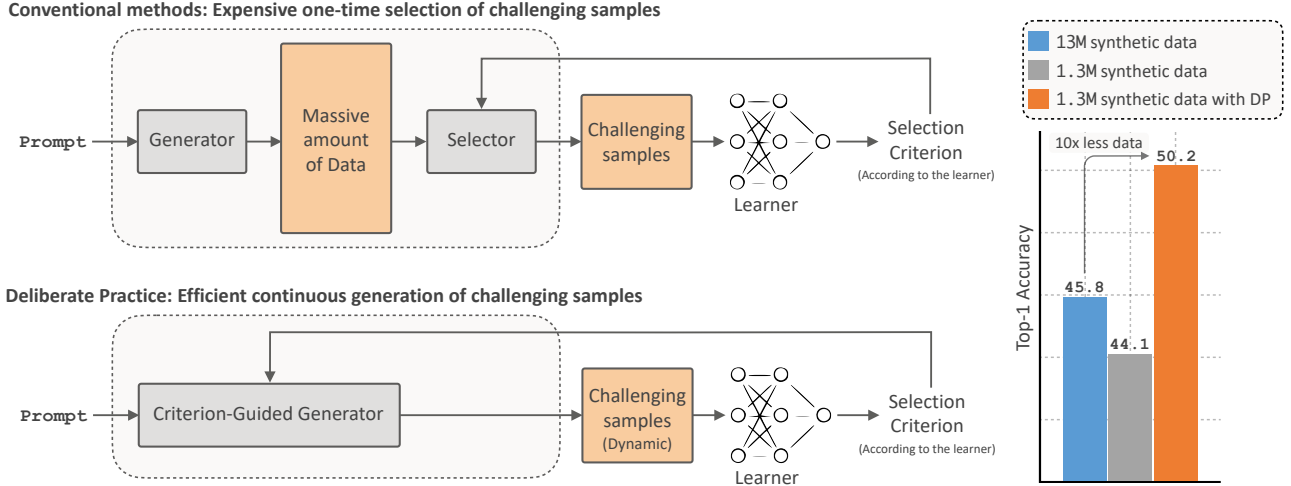 Conventional methods: Expensive one-time selection of challenging samples
Prompt
Generator
Massive
amount
of Data
Selector
Challenging
samples
Learner
Selection
Criterion
(According to the learner)
Deliberate Practice: Efficient continuous generation of challenging samples
Prompt
Criterion-Guided Generator
Challenging
samples
(Dynamic)
Learner
Selection
Criterion
(According to the learner)
13M synthetic data
1.3M synthetic data
1.3M synthetic data with DP
10x less data
50.2
45.8
44.1
Top-1 Accuracy